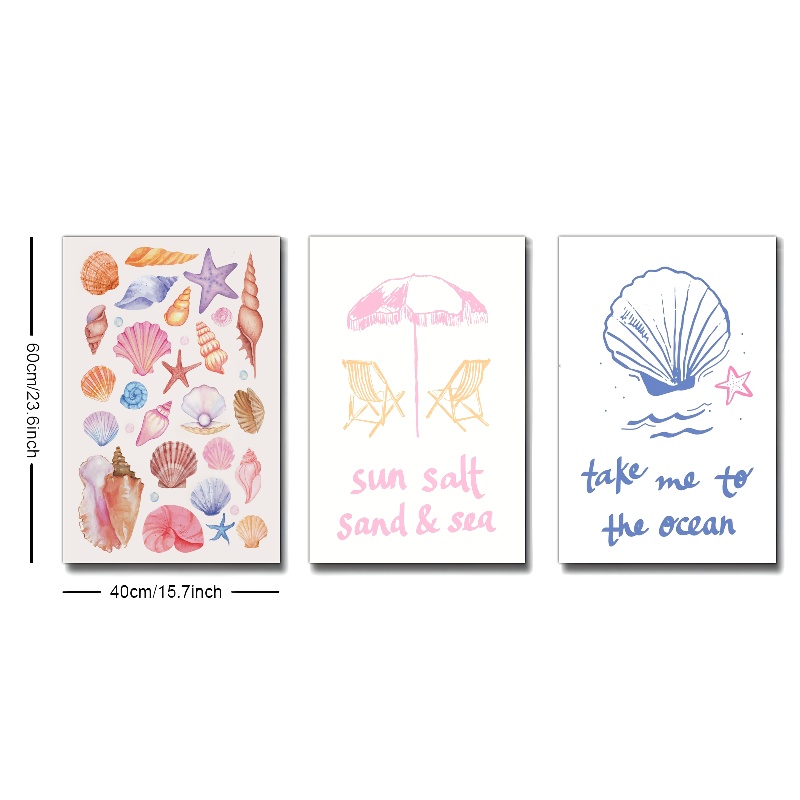 60cm/23.6inch
40cm/15.7inch
sun salt
sand & sea
take me to
the ocean